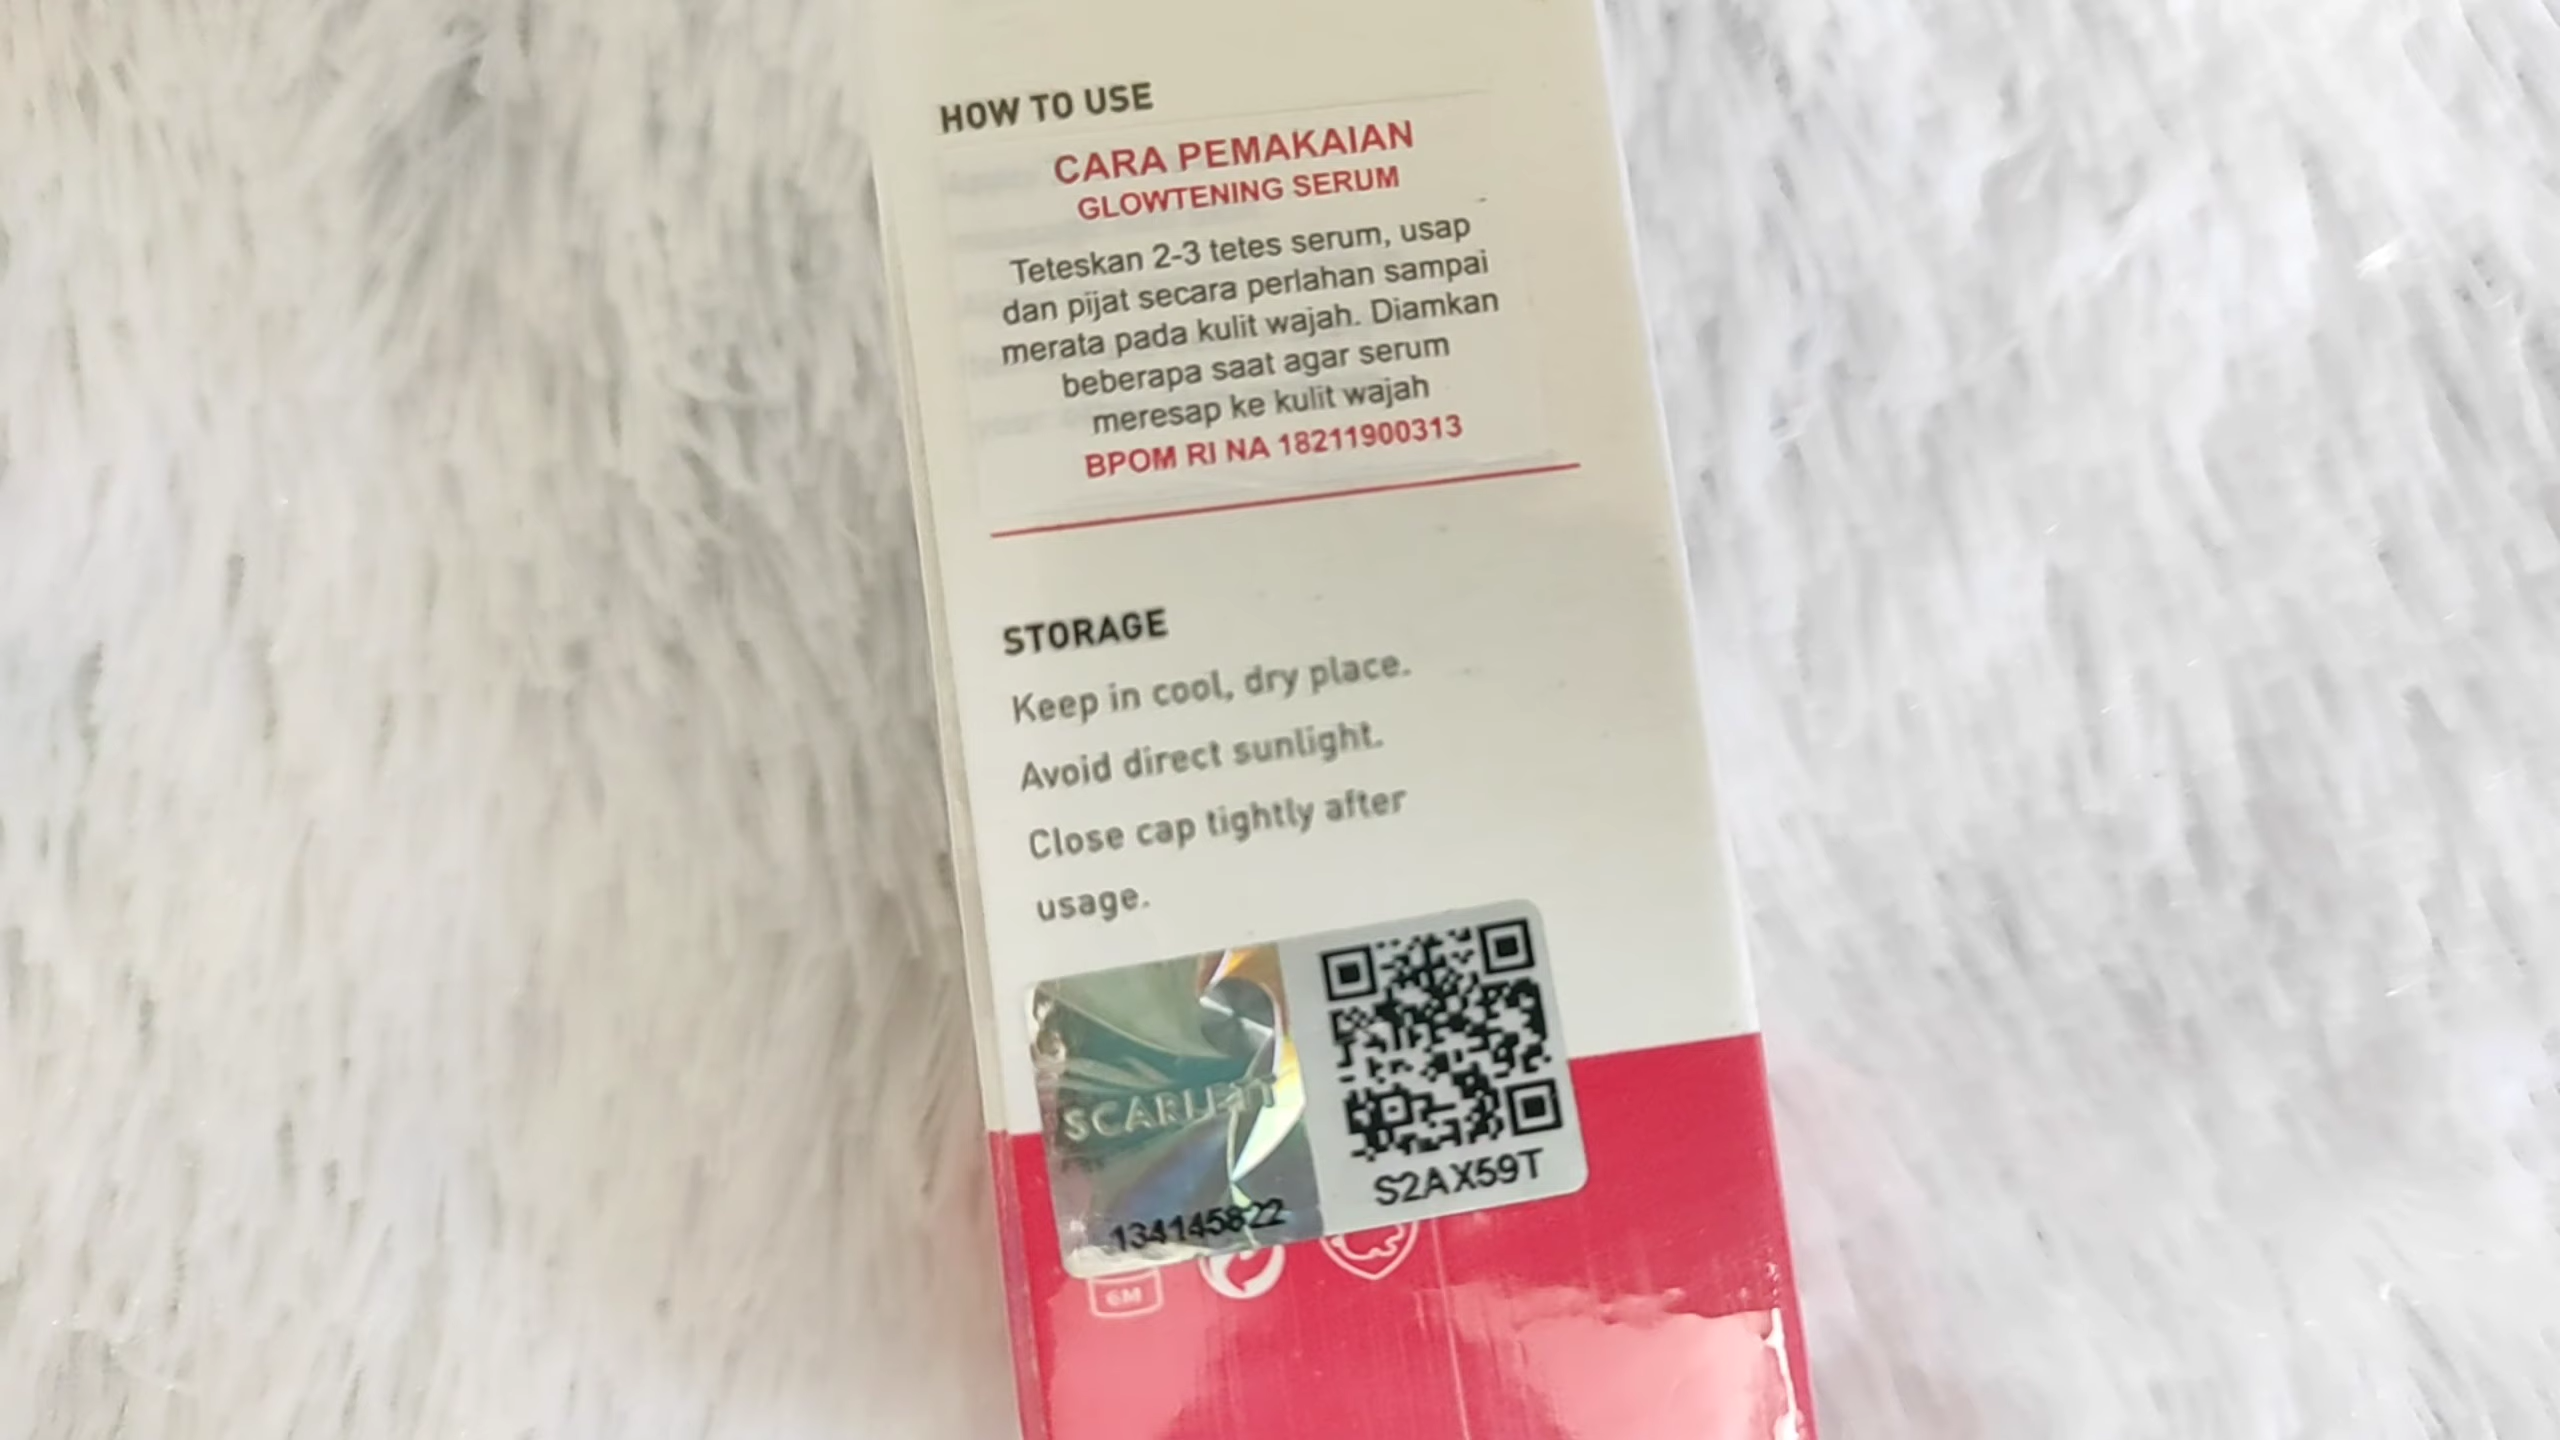 HOW TO USE
CARA PEMAKAIAN
GLOWTENING SERUM
Teteskan 2-3 tetes serum, usap
dan pijat secara perlahan sampai
merata pada kulit wajah. Diamkan
beberapa saat agar serum
meresap ke kulit wajah
BPOM RI NA 18211900313
STORAGE
Keep in cool, dry place.
Avoid direct sunlight.
Close cap tightly after
usage.
SCARLETT
134145822
S2AX59T
6M